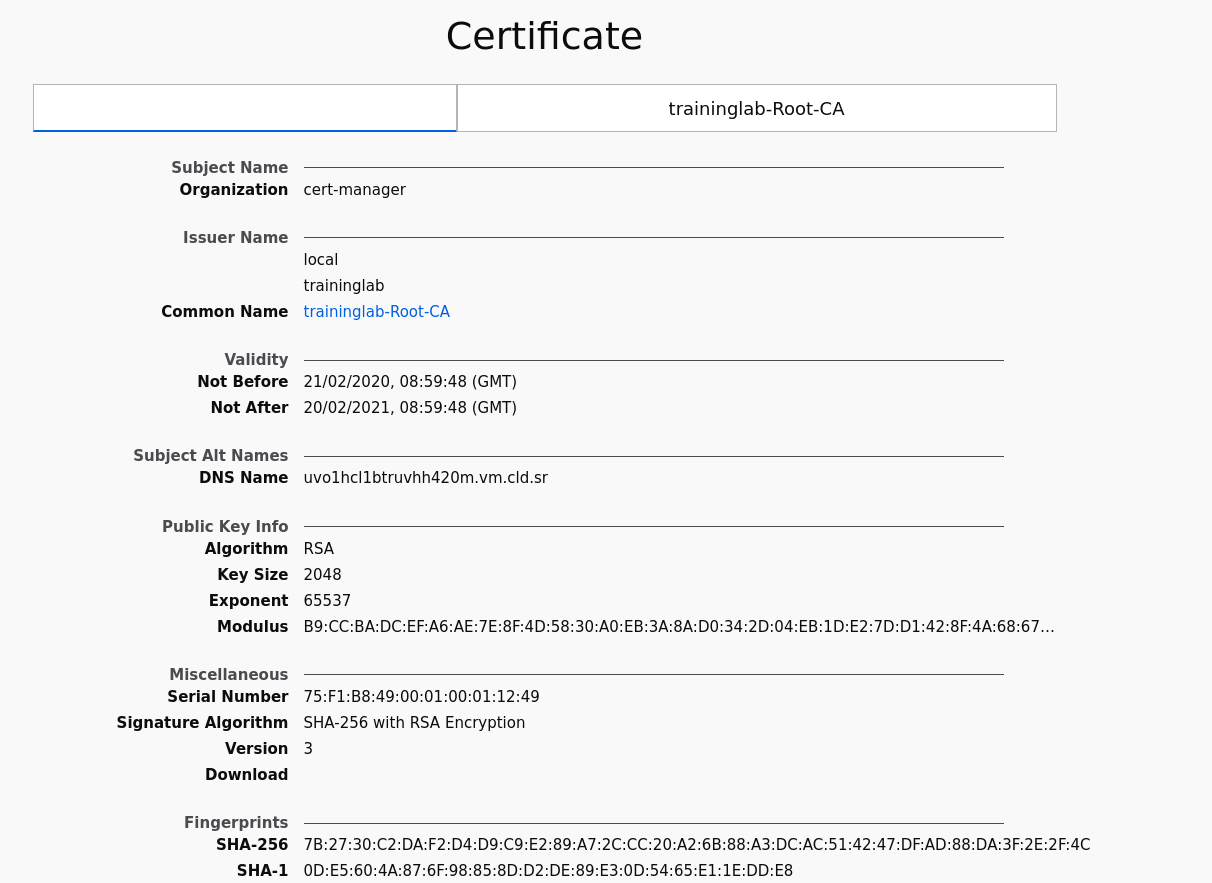 Certificate
traininglab-Root-CA
Subject Name
Organization cert-manager
Issuer Name
local
traininglab
Common Name traininglab-Root-CA
Validity
Not Before 21/02/2020, 08:59:48 (GMT)
Not After 20/02/2021, 08:59:48 (GMT)
Subject Alt Names
DNS Name uvo1hcl1btruvhh420m.vm.cld.sr
Public Key Info
Algorithm RSA
Key Size 2048
Exponent 65537
Modulus B9:CC:BA:DC:EF:A6:AE:7E:8F:4D:58:30:A0:EB:3A:8A:D0:34:2D:04:EB:1D:E2:7D:D1:42:8F:4A:68:67…
Miscellaneous
Serial Number 75:F1:B8:49:00:01:00:01:12:49
Signature Algorithm SHA-256 with RSA Encryption
Version 3
Download
Fingerprints
SHA-256 7B:27:30:C2:DA:F2:D4:D9:C9:E2:89:A7:2C:CC:20:A2:6B:88:A3:DC:AC:51:42:47:DF:AD:88:DA:3F:2E:2F:4C
SHA-1 0D:E5:60:4A:87:6F:98:85:8D:D2:DE:89:E3:0D:54:65:E1:1E:DD:E8